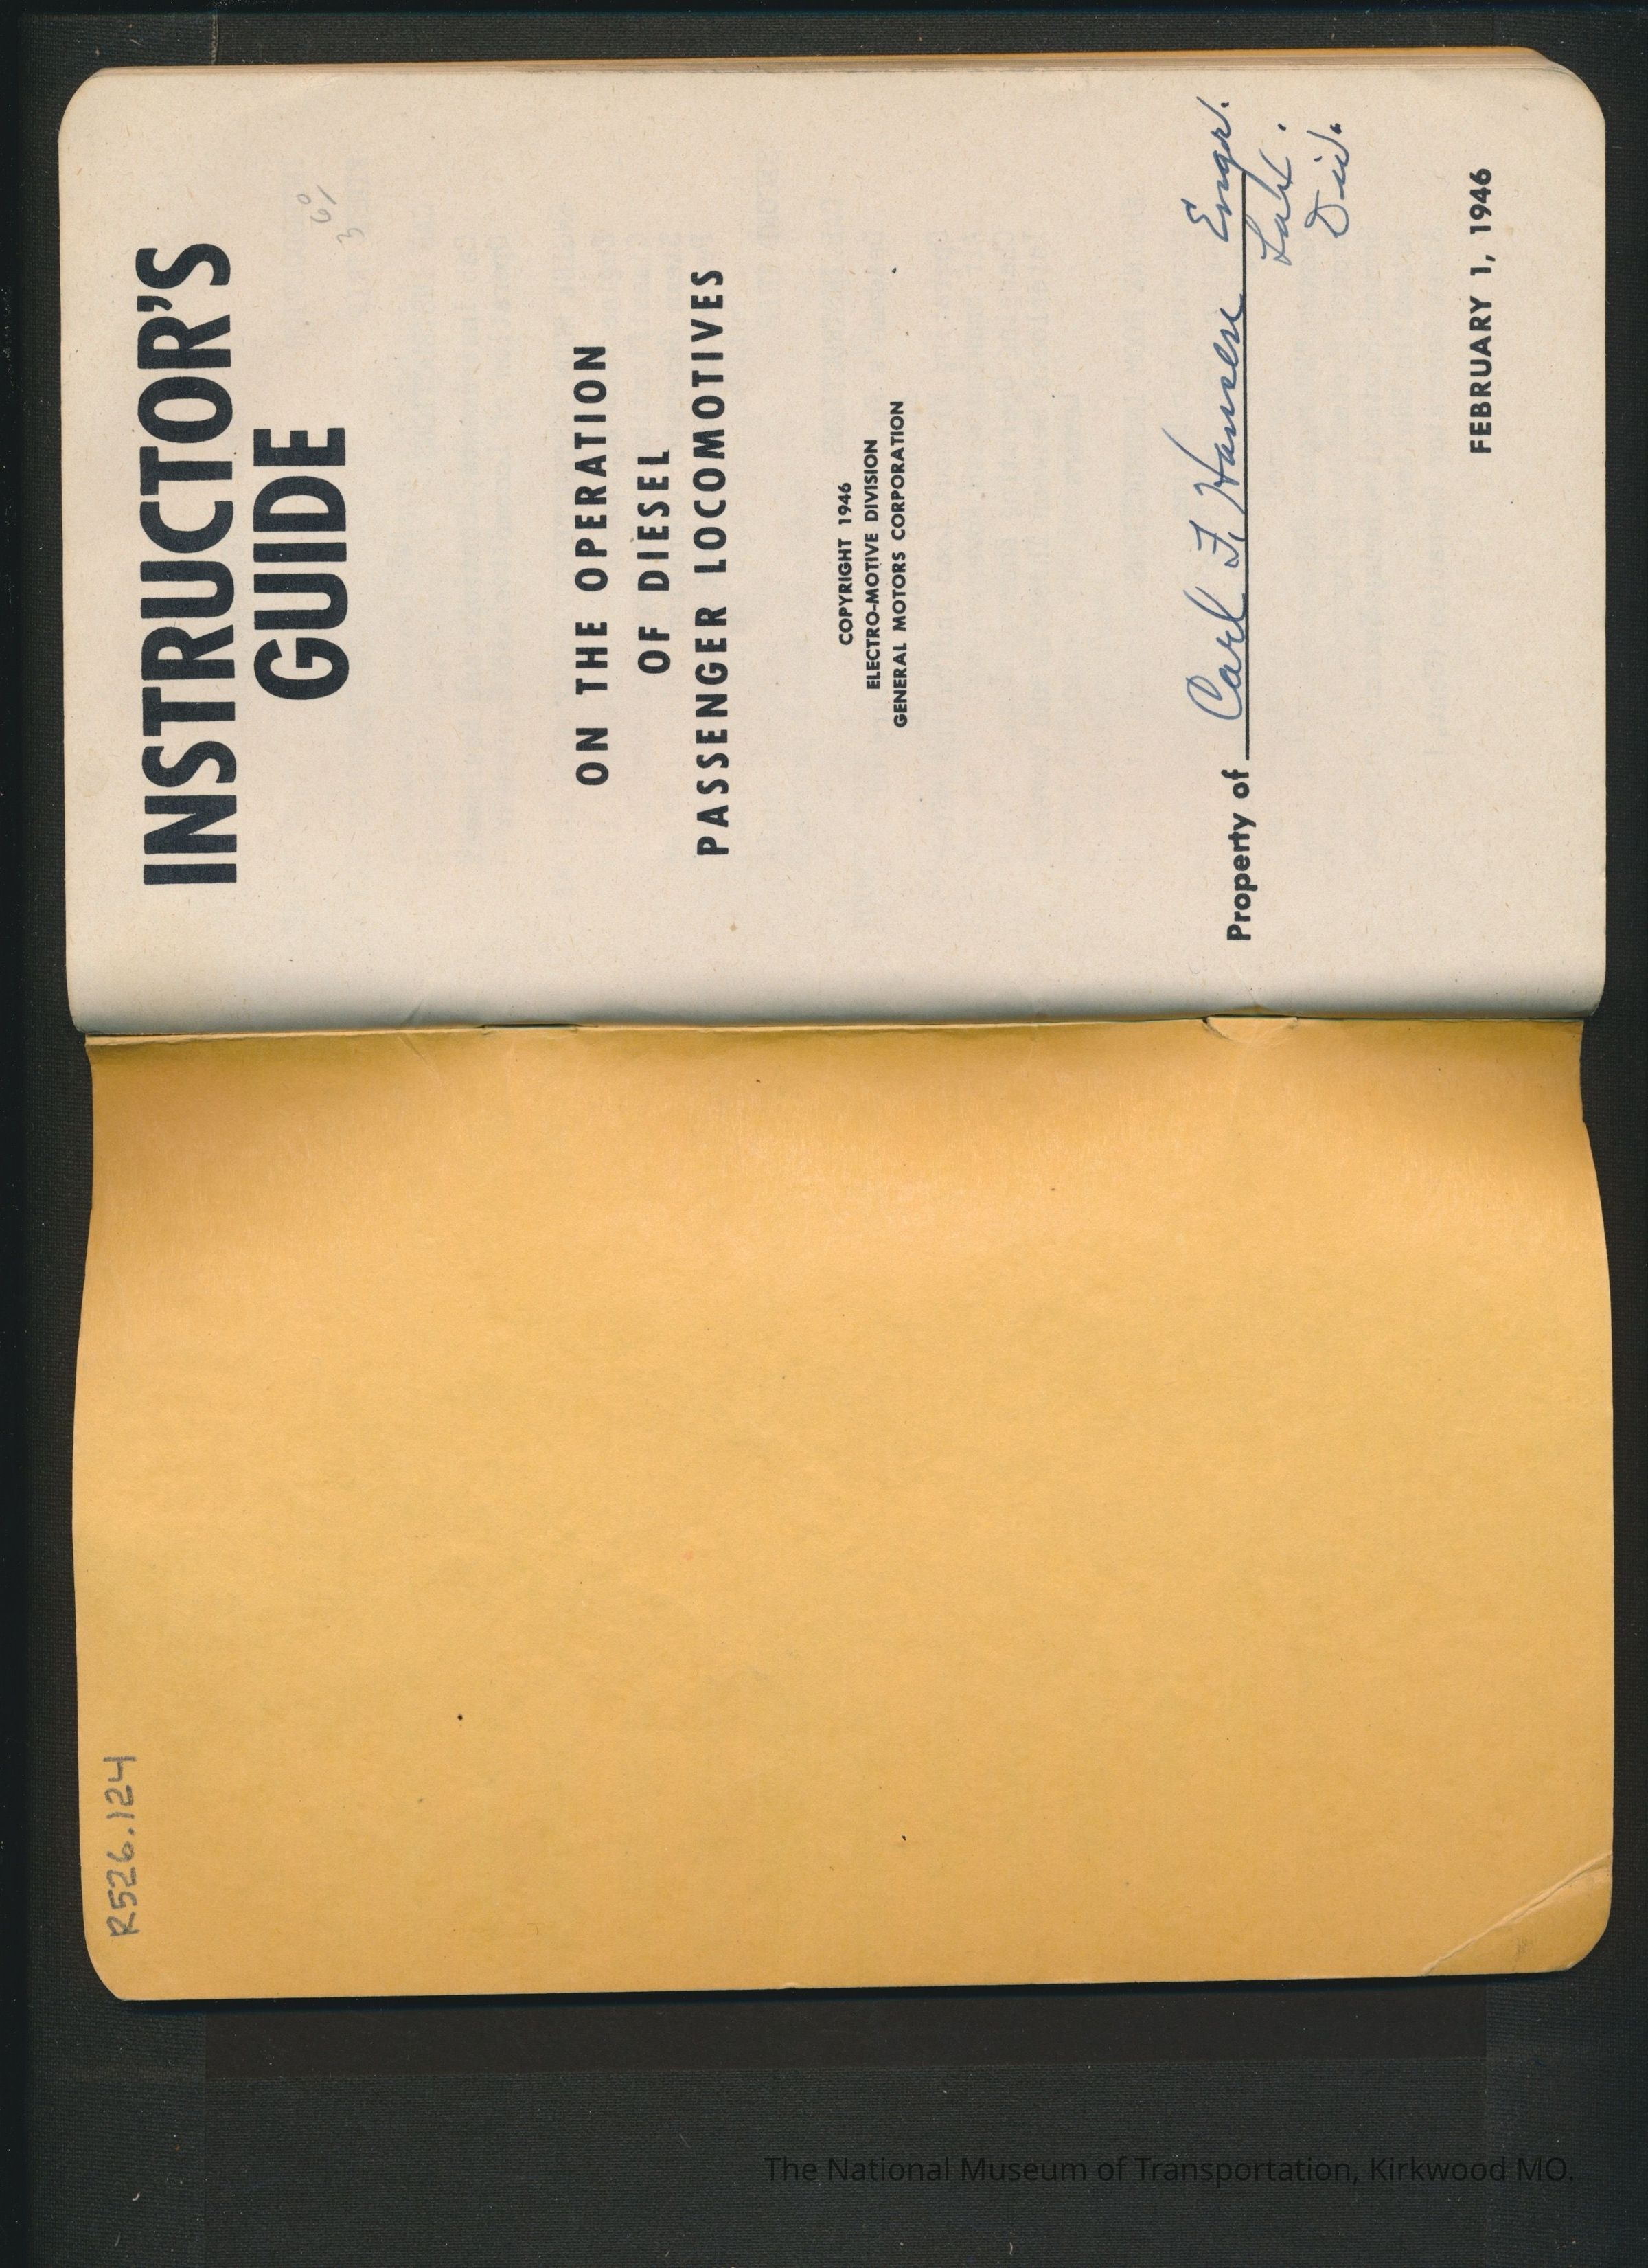 R526.124
INSTRUCTOR'S
GUIDE
ON THE OPERATION
OF DIESEL
PASSENGER LOCOMOTIVES
COPYRIGHT 1946
ELECTRO-MOTIVE DIVISION
GENERAL MOTORS CORPORATION
Property of Carl F. Hansen Engr.
Div.
FEBRUARY 1, 1946
The National Museum of Transportation, Kirkwood MO.